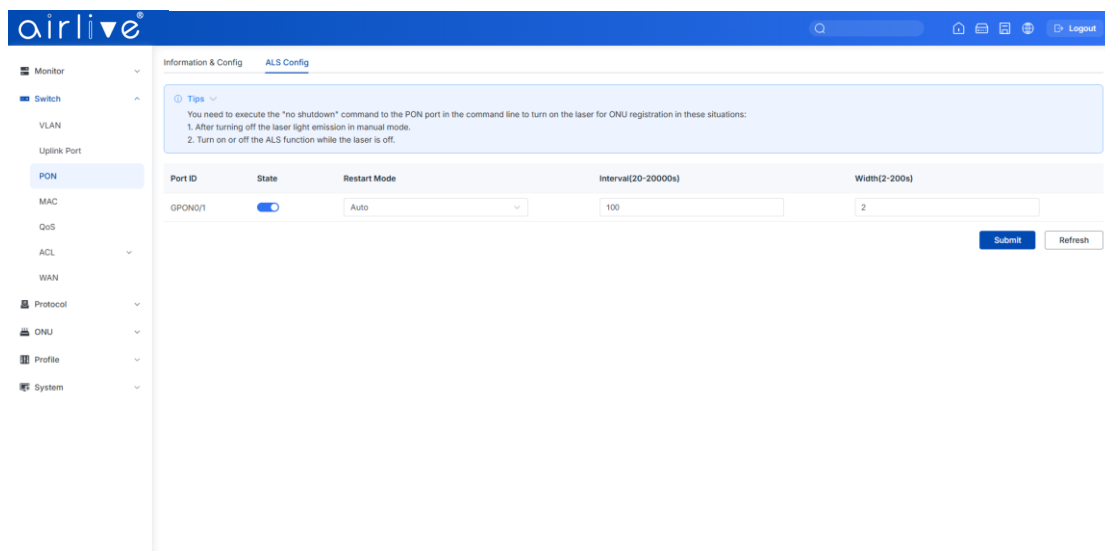 airlive®
Logout
Monitor
Switch
VLAN
Uplink Port
PON
MAC
QoS
ACL
WAN
Protocol
ONU
Profile
System
Information & Config ALS Config
Tips
You need to execute the "no shutdown" command to the PON port in the command line to turn on the laser for ONU registration in these situations:
1. After turning off the laser light emission in manual mode.
2. Turn on or off the ALS function while the laser is off.
Port ID State Restart Mode Interval(20-20000s) Width(2-200s)
GPON0/1 Auto 100 2
Submit Refresh